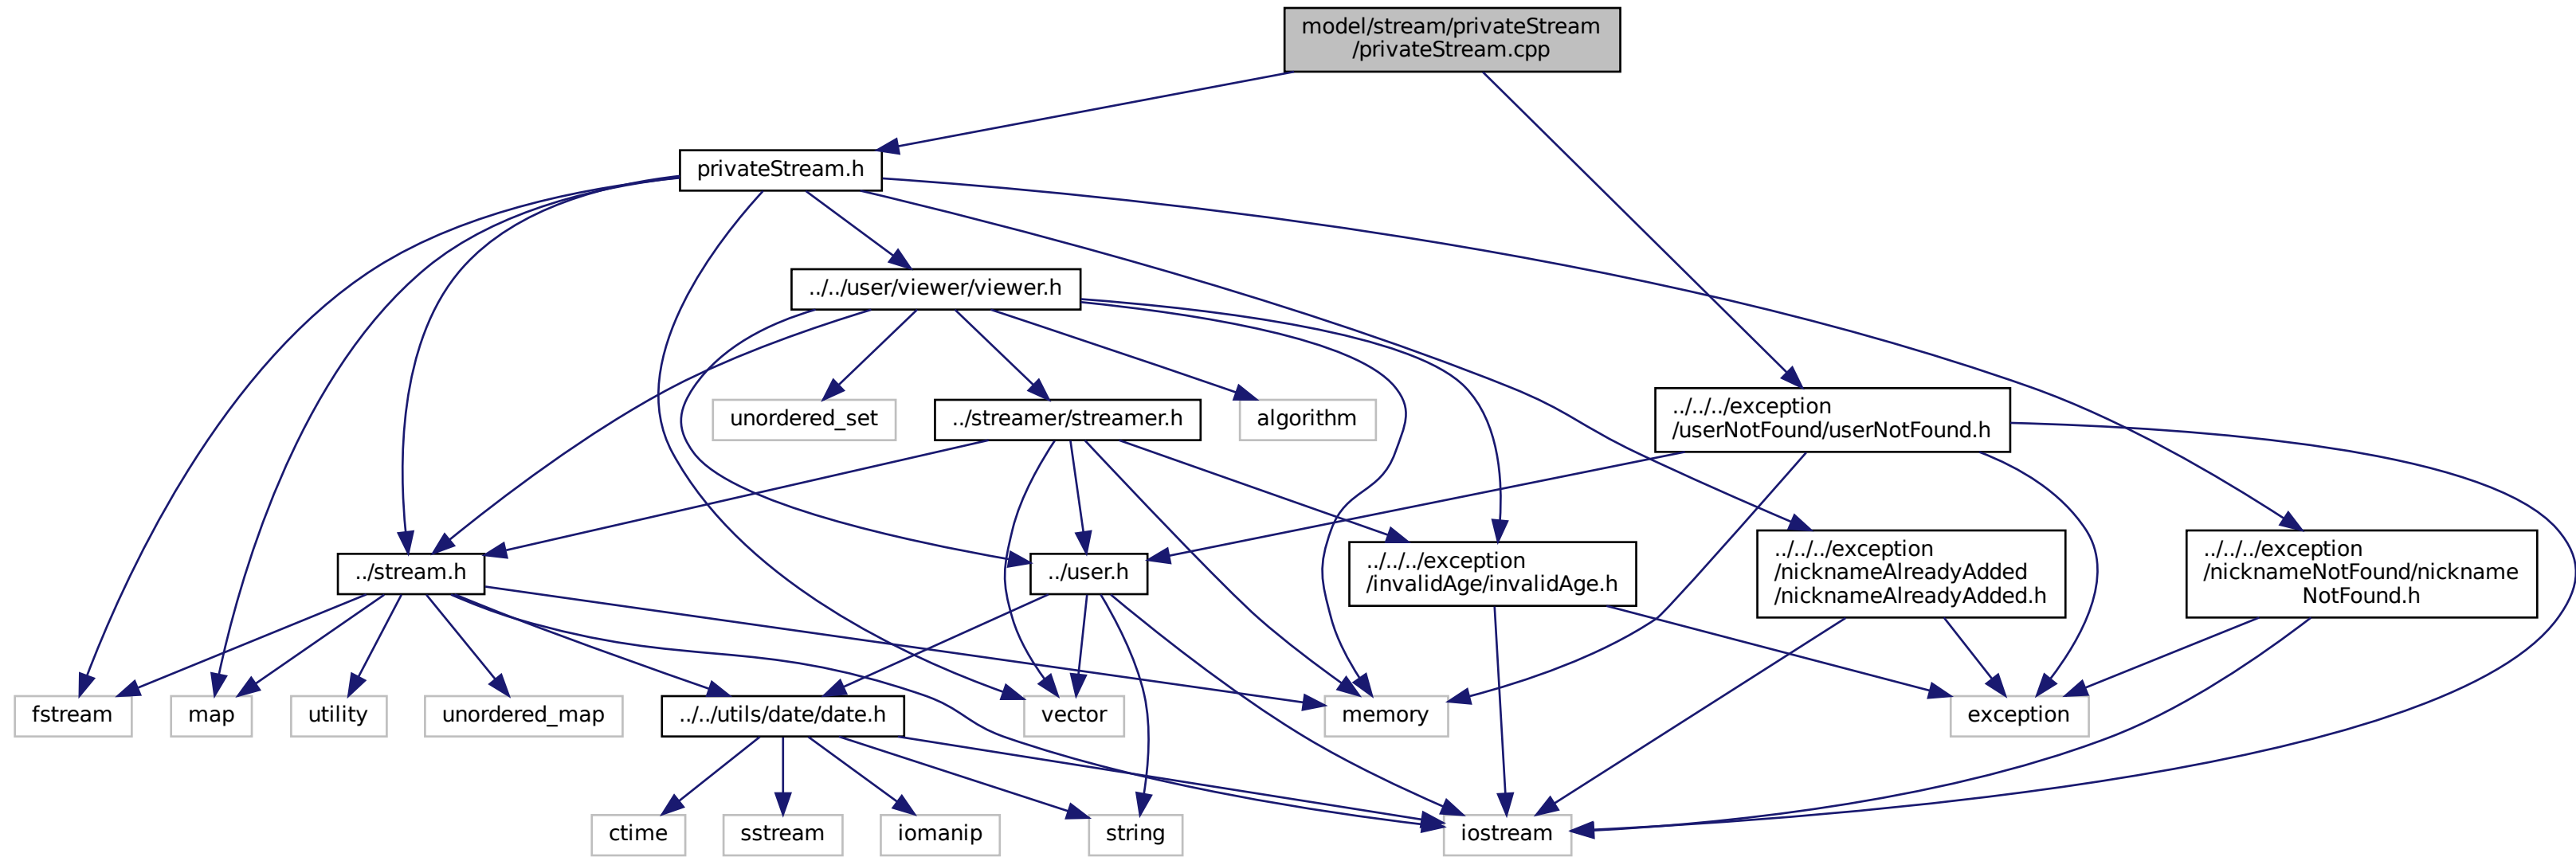 model/stream/privateStream
/privateStream.cpp
privateStream.h
../../user/viewer/viewer.h
unordered_set
../streamer/streamer.h
algorithm
../../../exception
/userNotFound/userNotFound.h
../stream.h
../user.h
../../../exception
/invalidAge/invalidAge.h
../../../exception
/nicknameAlreadyAdded
/nicknameAlreadyAdded.h
../../../exception
/nicknameNotFound/nickname
NotFound.h
fstream
map
utility
unordered_map
../../utils/date/date.h
vector
memory
exception
ctime
sstream
iomanip
string
iostream